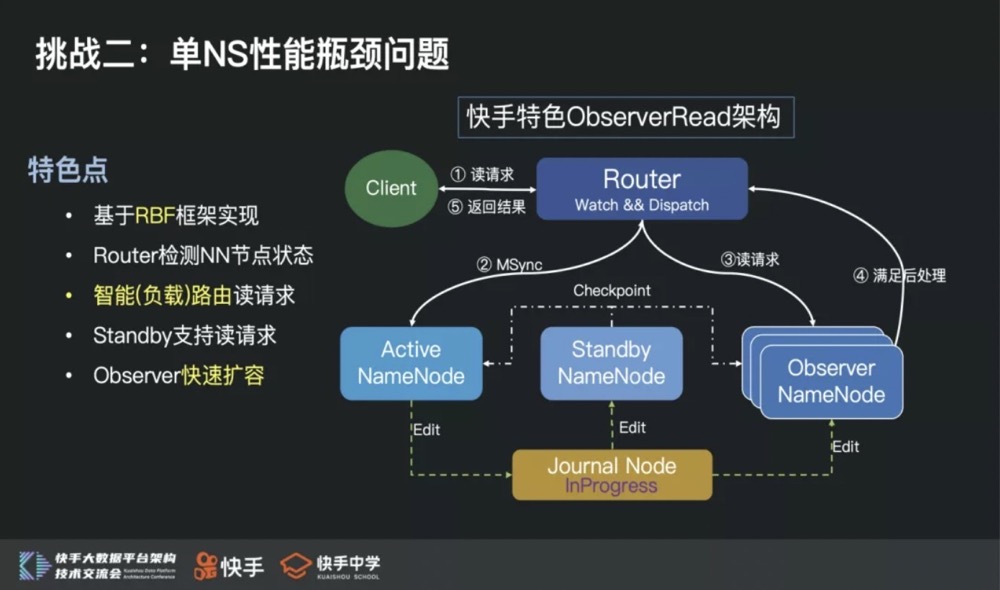 挑战二：单NS性能瓶颈问题
快手特色ObserverRead架构
特色点
• 基于RBF框架实现
• Router检测NN节点状态
• 智能(负载)路由读请求
• Standby支持读请求
• Observer快速扩容
Client
① 读请求
⑤ 返回结果
Router
Watch && Dispatch
② MSync
③读请求
④ 满足后处理
Checkpoint
Active
NameNode
Standby
NameNode
Observer
NameNode
Edit
Edit
Edit
Journal Node
InProgress
快手大数据平台架构
技术交流会 Kuaishou Data Platform
Architecture Conference
快手
快手中学
KUAISHOU SCHOOL